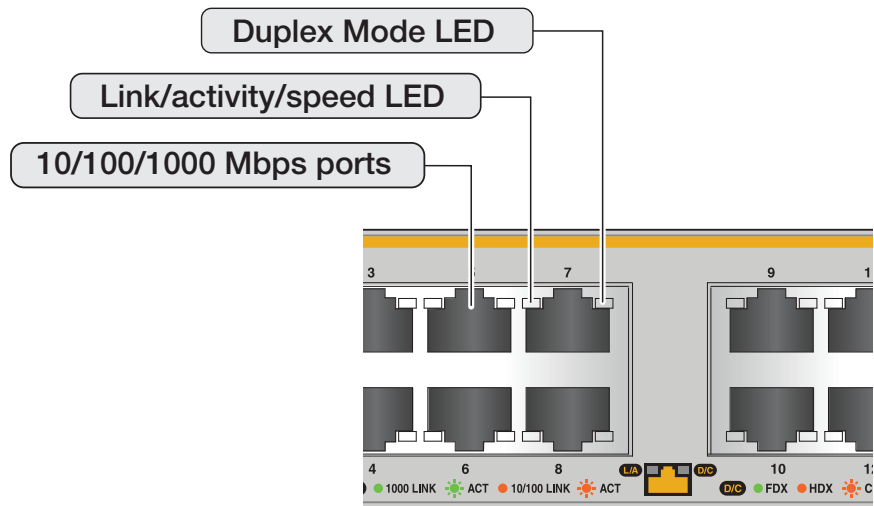 Duplex Mode LED
Link/activity/speed LED
10/100/1000 Mbps ports
3 7 9
4 6 8 L/A D/C 10
1000 LINK ACT 10/100 LINK ACT D/C FDX HDX